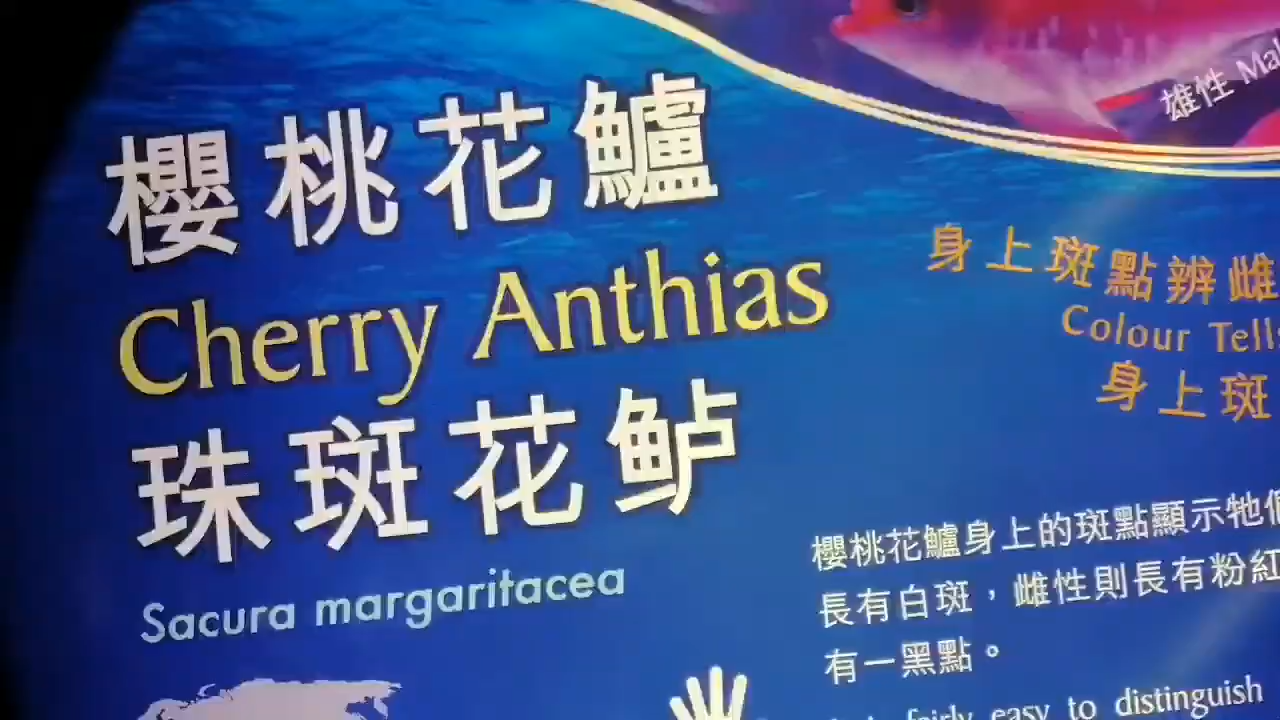 櫻桃花鱸
Cherry Anthias
珠斑花鲈
Sacura margaritacea
雄性
身上斑點辨雌
Colour
身上斑
櫻桃花鱸身上的斑點顯示牠
長有白斑，雌性則長有粉紅
有一黑點。
fairly easy to distinguish